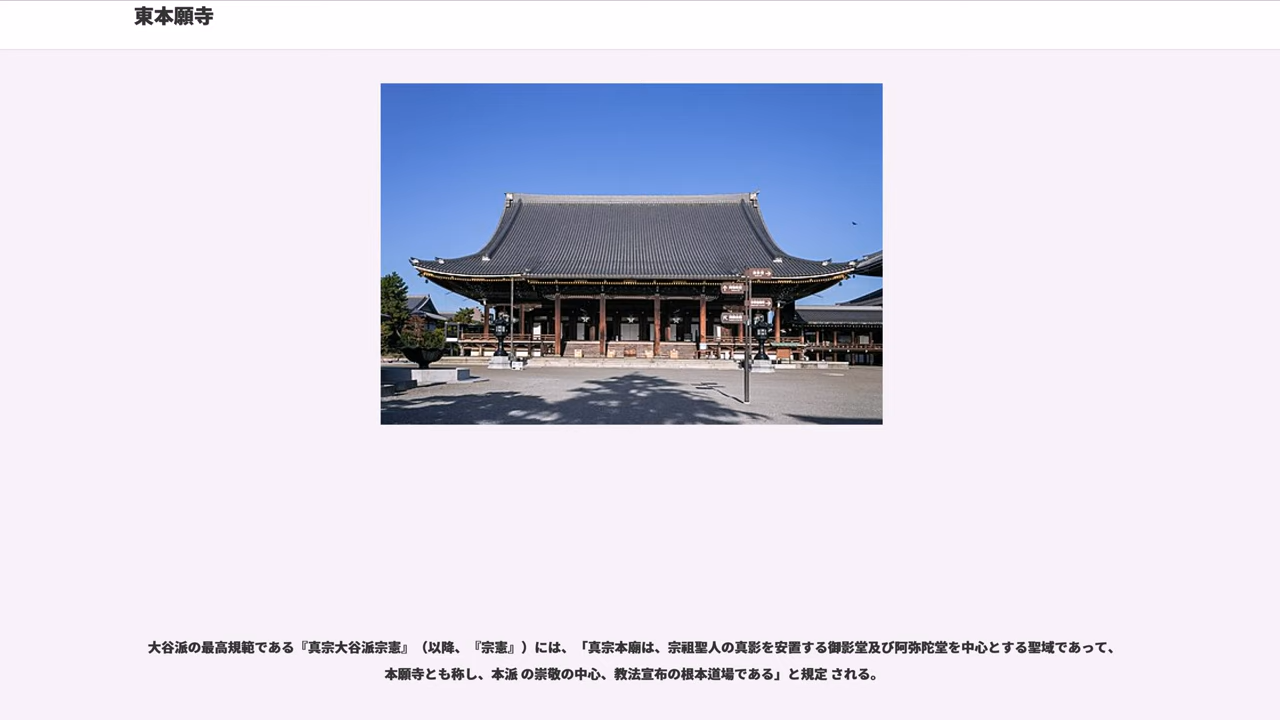 東本願寺
大谷派の最高規範である『真宗大谷派宗憲』（以降、『宗憲』）には、「真宗本廟は、宗祖聖人の真影を安置する御影堂及び阿弥陀堂を中心とする聖域であって、
本願寺とも称し、本派 の崇敬の中心、教法宣布の根本道場である」と規定 される。